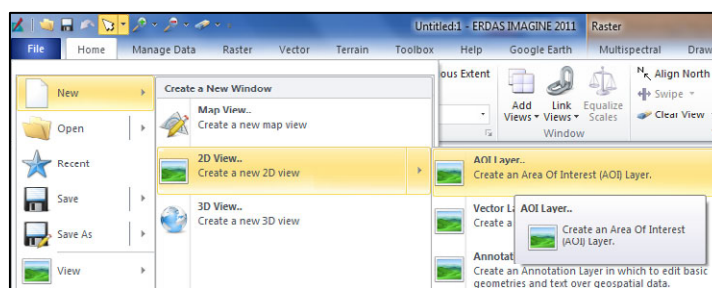 Untitled:1 - ERDAS IMAGINE 2011 Raster
File Home Manage Data Raster Vector Terrain Toolbox Help Google Earth Multispectral Draw
New
Open
Recent
Save
Save As
View
Create a New Window
Map View..
Create a new map view
2D View..
Create a new 2D view
3D View..
Create a new 3D view
ous Extent
Add Views
Link Views
Equalize Scales
Window
Align North
Swipe
Clear View
AOI Layer..
Create an Area Of Interest (AOI) Layer.
Vector La
Create a
AOI Layer..
Create an Area Of Interest
(AOI) Layer.
Annotat
Create an Annotation Layer in which to edit basic
geometries and text over geospatial data.